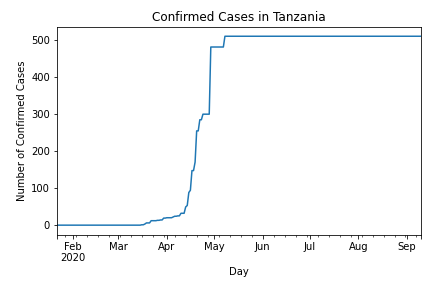 Confirmed Cases in Tanzania
500
400
300
200
100
0
Number of Confirmed Cases
Feb Mar Apr May Jun Jul Aug Sep
2020
Day